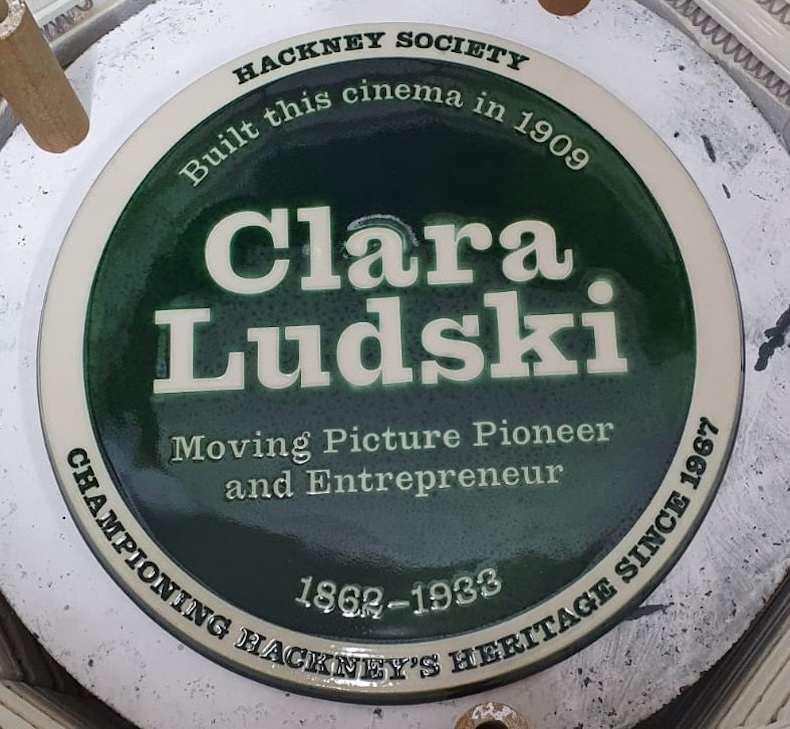 HACKNEY SOCIETY
Built this cinema in 1909
Clara
Ludski
Moving Picture Pioneer
and Entrepreneur
1862–1933
CHAMPIONING HACKNEY'S HERITAGE SINCE 1967